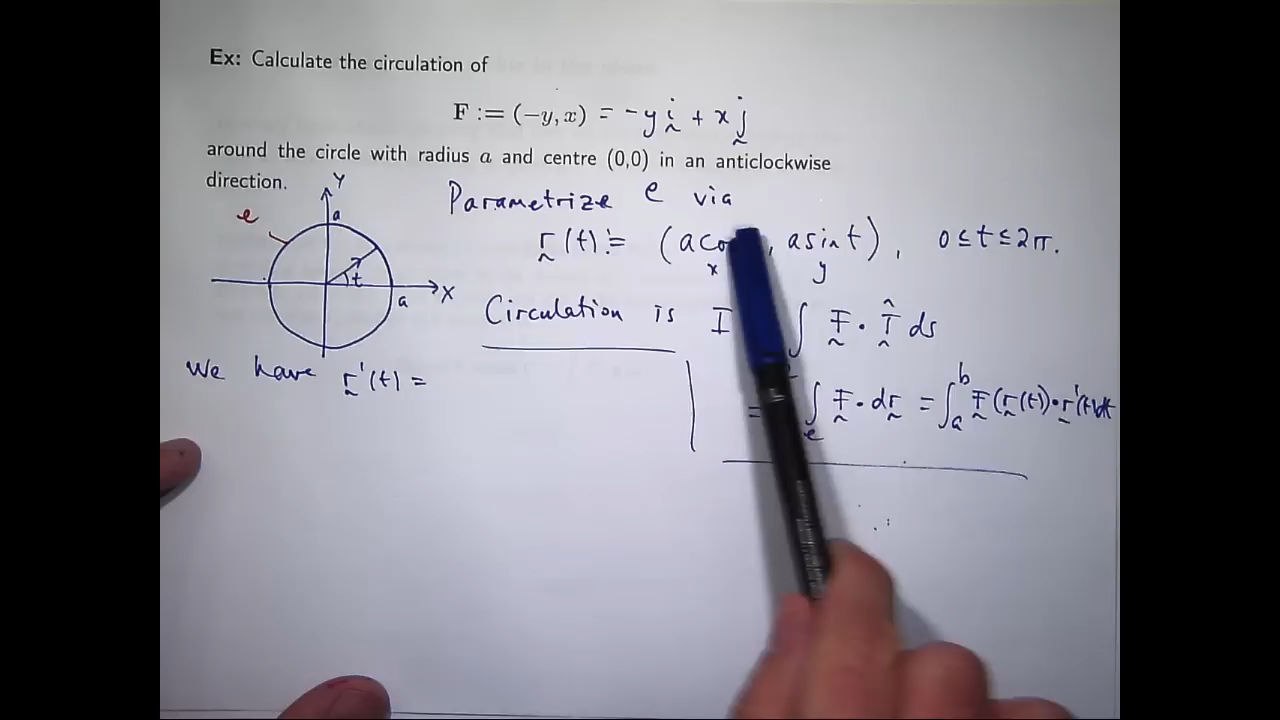 Ex: Calculate the circulation of
F := (-y, x) = -y i + x j
around the circle with radius a and centre (0,0) in an anticlockwise
direction.
Y
a
C
t
a
X
Parametrize C via
r(t) := (a , a sin t), 0 ≤ t ≤ 2π.
x y
Circulation is I ∫ F · T̂ ds
= ∫C F · dr = ∫ₐᵇ F(r(t)) · r'(t) dt
We have r'(t) =